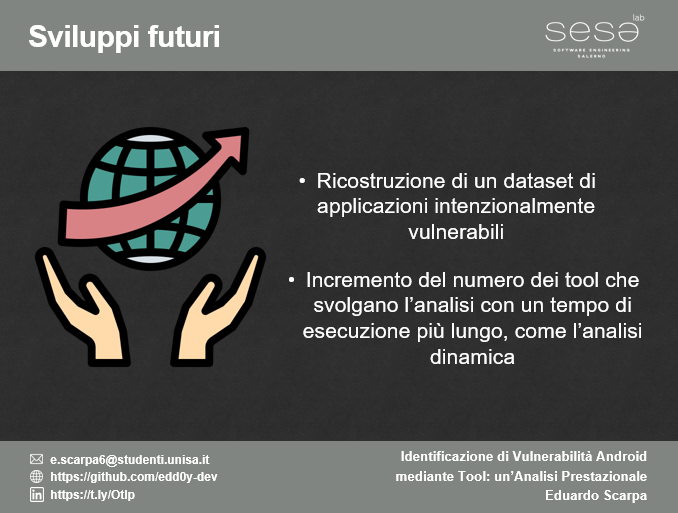 Sviluppi futuri
lab
sesa
SOFTWARE ENGINEERING
SALERNO
• Ricostruzione di un dataset di
applicazioni intenzionalmente
vulnerabili
• Incremento del numero dei tool che
svolgano l’analisi con un tempo di
esecuzione più lungo, come l’analisi
dinamica
e.scarpa6@studenti.unisa.it
https://github.com/edd0y-dev
https://t.ly/Otlp
Identificazione di Vulnerabilità Android
mediante Tool: un’Analisi Prestazionale
Eduardo Scarpa